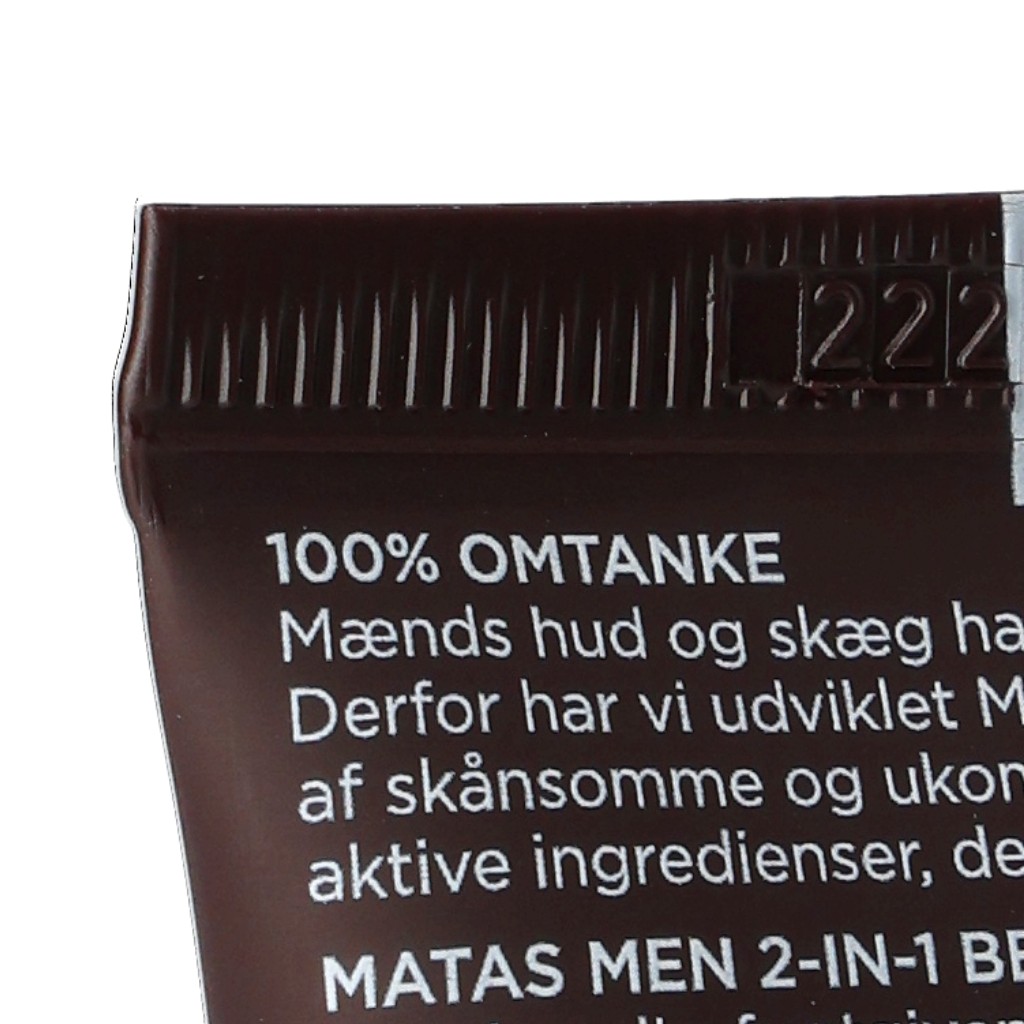 222
100% OMTANKE
Mænds hud og skæg ha
Derfor har vi udviklet M
af skånsomme og ukon
aktive ingredienser, de
MATAS MEN 2-IN-1 BE